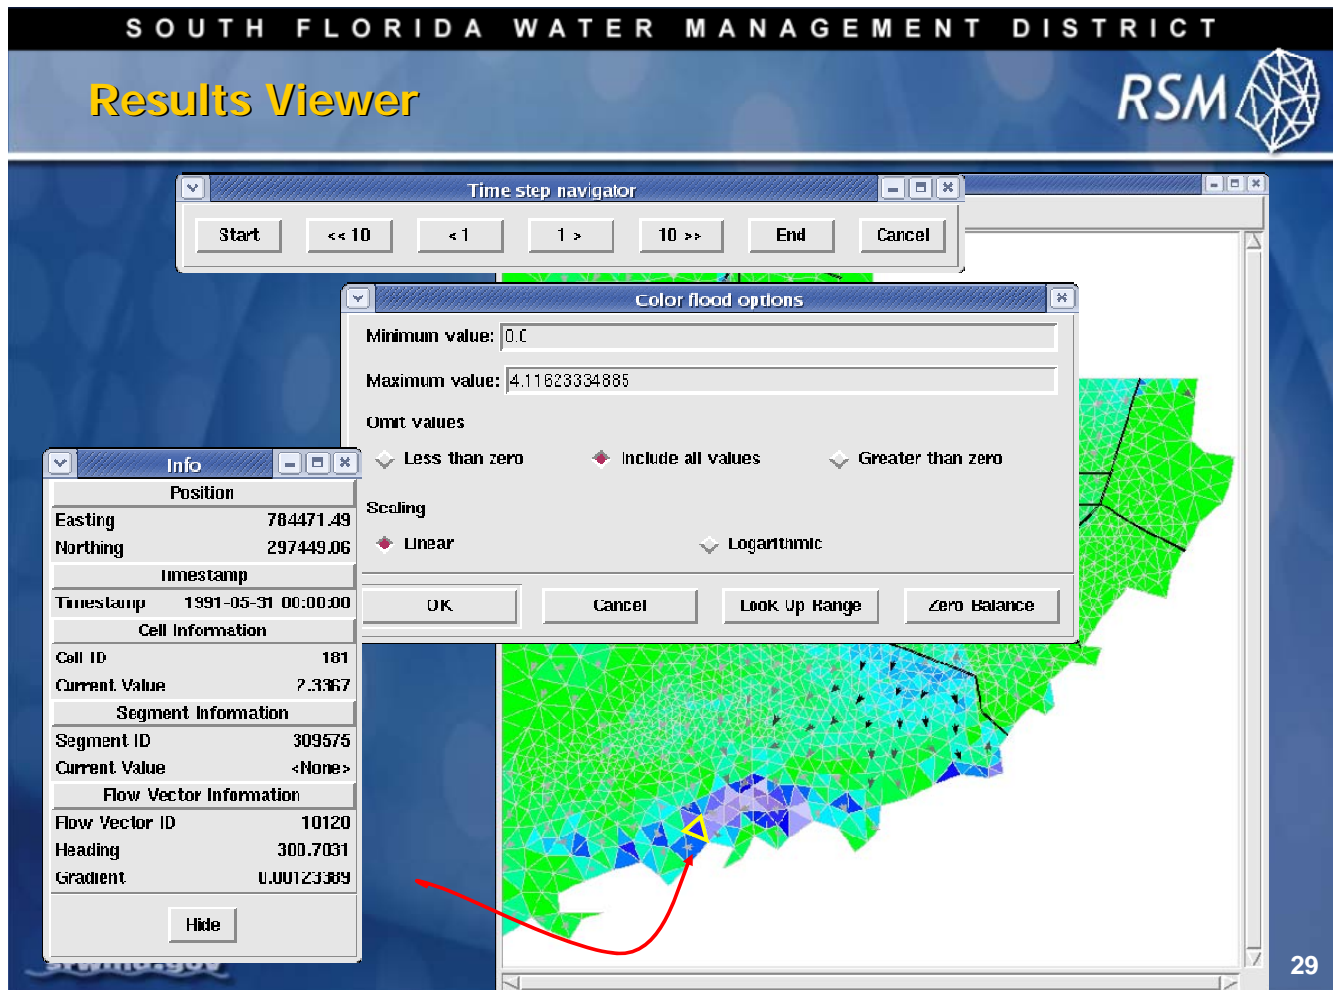 SOUTH FLORIDA WATER MANAGEMENT DISTRICT
Results Viewer
RSM
Time step navigator
Start << 10 < 1 1 > 10 >> End Cancel
Color flood options
Minimum value: 0.0
Maximum value: 4.11623334885
Omit values
Less than zero Include all values Greater than zero
Scaling
Linear Logarithmic
OK Cancel Look Up Range Zero Balance
Info
Position
Easting 784471.49
Northing 297449.06
Timestamp
Timestamp 1991-05-31 00:00:00
Cell Information
Cell ID 181
Current Value 2.3367
Segment Information
Segment ID 309575
Current Value <None>
Flow Vector Information
Flow Vector ID 10120
Heading 300.7031
Gradient 0.00123389
Hide
sfwmd.gov
29